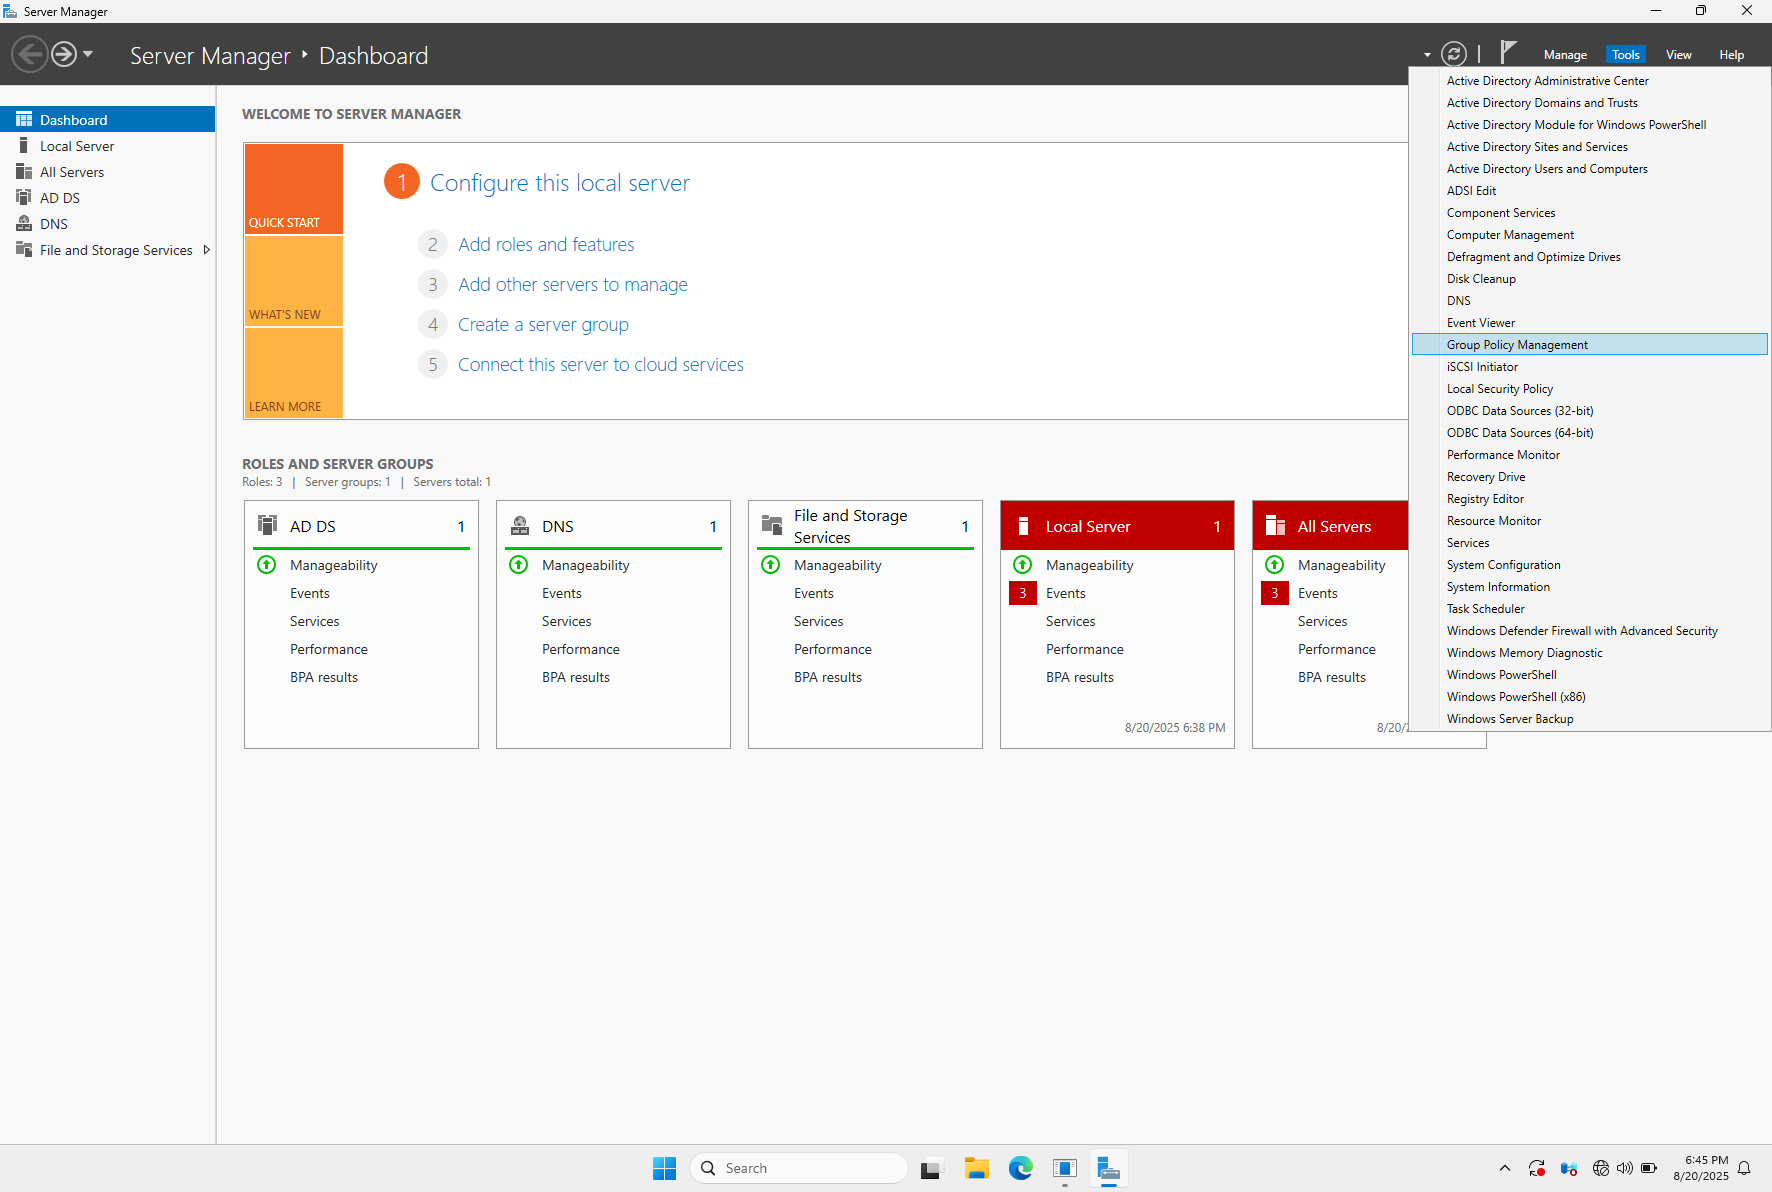 Server Manager
Server Manager ‣ Dashboard
Manage Tools View Help
Dashboard
Local Server
All Servers
AD DS
DNS
File and Storage Services
WELCOME TO SERVER MANAGER
QUICK START
WHAT'S NEW
LEARN MORE
1 Configure this local server
2 Add roles and features
3 Add other servers to manage
4 Create a server group
5 Connect this server to cloud services
ROLES AND SERVER GROUPS
Roles: 3 | Server groups: 1 | Servers total: 1
AD DS 1
Manageability
Events
Services
Performance
BPA results
DNS 1
Manageability
Events
Services
Performance
BPA results
File and Storage
Services 1
Manageability
Events
Services
Performance
BPA results
Local Server 1
Manageability
3 Events
Services
Performance
BPA results
8/20/2025 6:38 PM
All Servers
Manageability
3 Events
Services
Performance
BPA results
8/20/
Active Directory Administrative Center
Active Directory Domains and Trusts
Active Directory Module for Windows PowerShell
Active Directory Sites and Services
Active Directory Users and Computers
ADSI Edit
Component Services
Computer Management
Defragment and Optimize Drives
Disk Cleanup
DNS
Event Viewer
Group Policy Management
iSCSI Initiator
Local Security Policy
ODBC Data Sources (32-bit)
ODBC Data Sources (64-bit)
Performance Monitor
Recovery Drive
Registry Editor
Resource Monitor
Services
System Configuration
System Information
Task Scheduler
Windows Defender Firewall with Advanced Security
Windows Memory Diagnostic
Windows PowerShell
Windows PowerShell (x86)
Windows Server Backup
Search
6:45 PM
8/20/2025